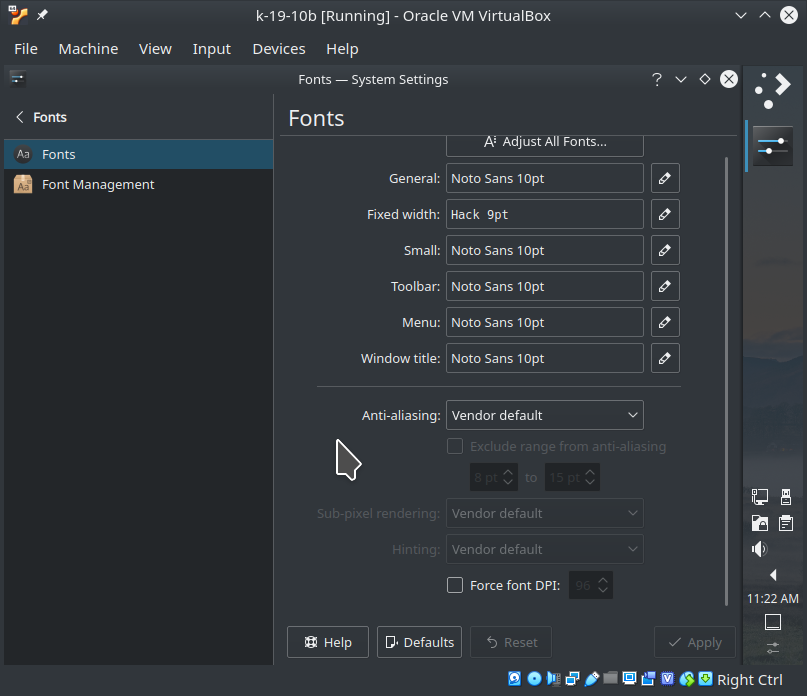 k-19-10b [Running] - Oracle VM VirtualBox
File Machine View Input Devices Help
Fonts — System Settings
Fonts
Fonts
Font Management
Fonts
Adjust All Fonts...
General: Noto Sans 10pt
Fixed width: Hack 9pt
Small: Noto Sans 10pt
Toolbar: Noto Sans 10pt
Menu: Noto Sans 10pt
Window title: Noto Sans 10pt
Anti-aliasing: Vendor default
Exclude range from anti-aliasing
8 pt to 15 pt
Sub-pixel rendering: Vendor default
Hinting: Vendor default
Force font DPI: 96
Help Defaults Reset Apply
11:22 AM
Right Ctrl